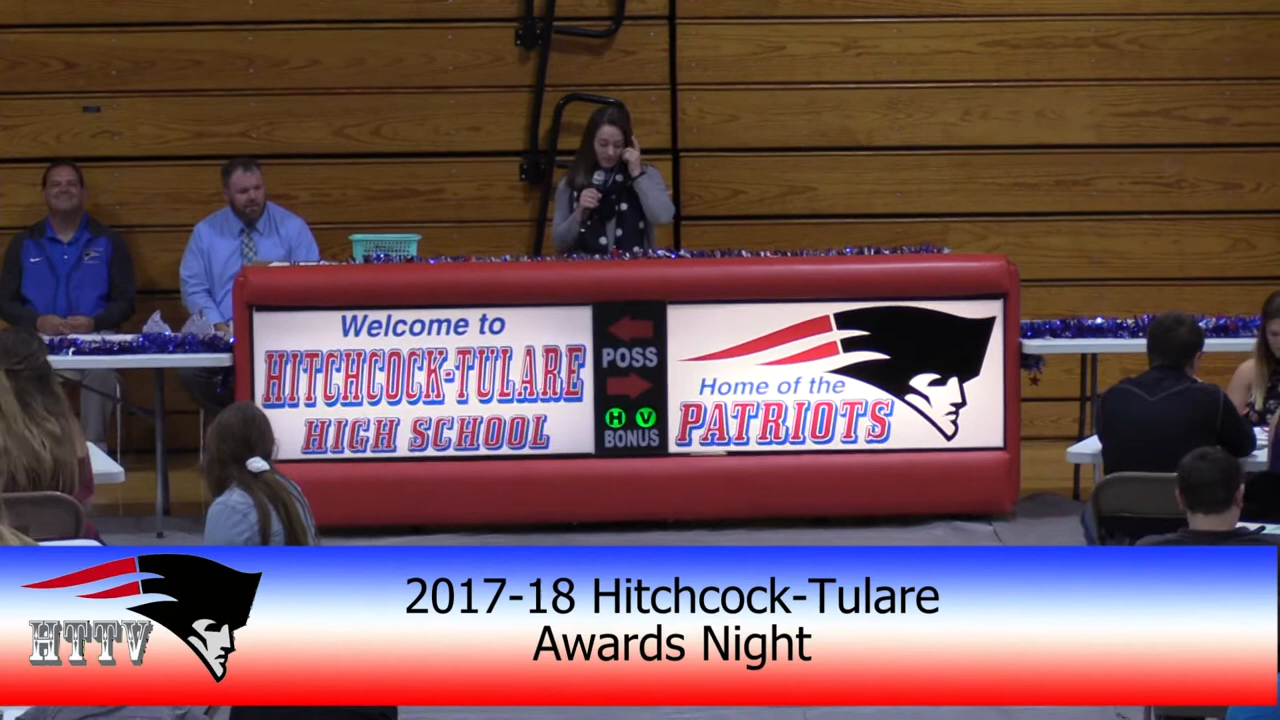 Welcome to
HITCHCOCK-TULARE
HIGH SCHOOL
POSS
H V
BONUS
Home of the
PATRIOTS
HTTV
2017-18 Hitchcock-Tulare
Awards Night